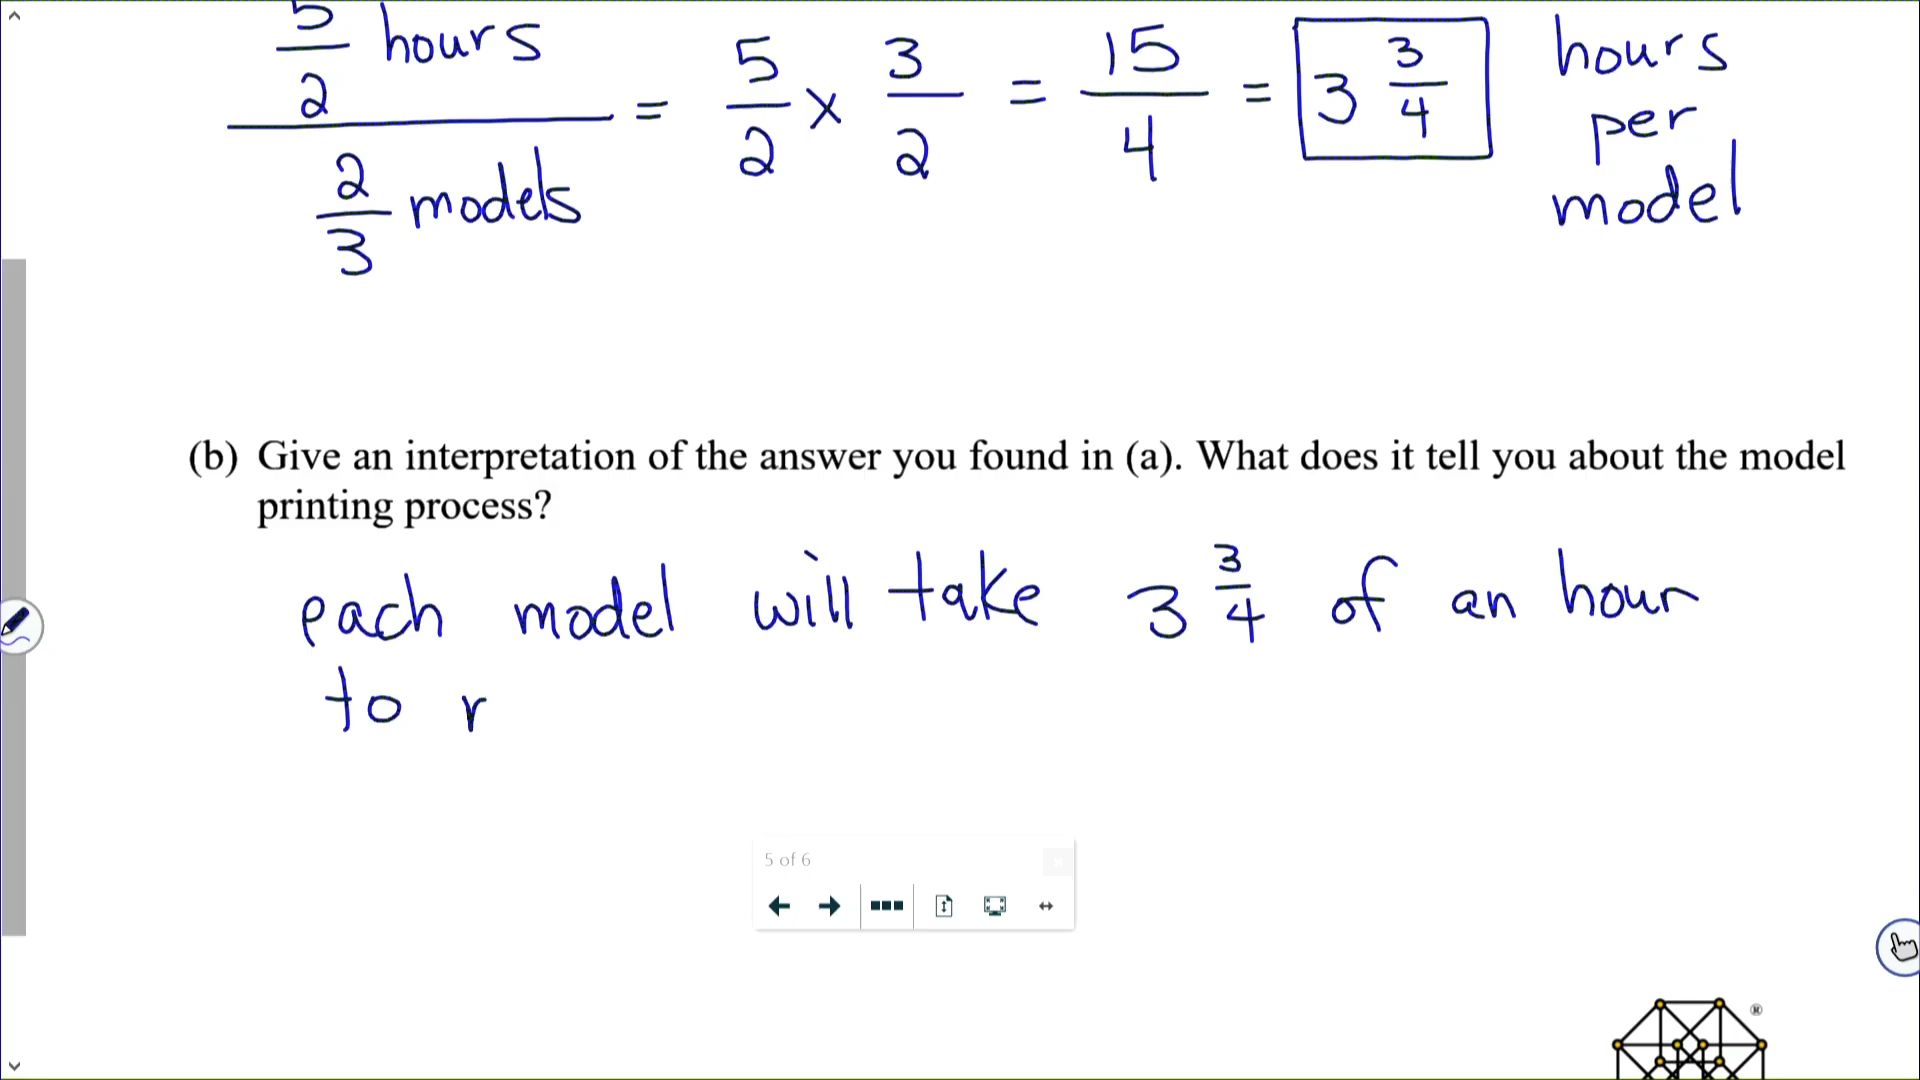 5/2 hours / 2/3 models = 5/2 x 3/2 = 15/4 = 3 3/4 hours per model
(b) Give an interpretation of the answer you found in (a). What does it tell you about the model
printing process?
each model will take 3 3/4 of an hour
to r
5 of 6
®